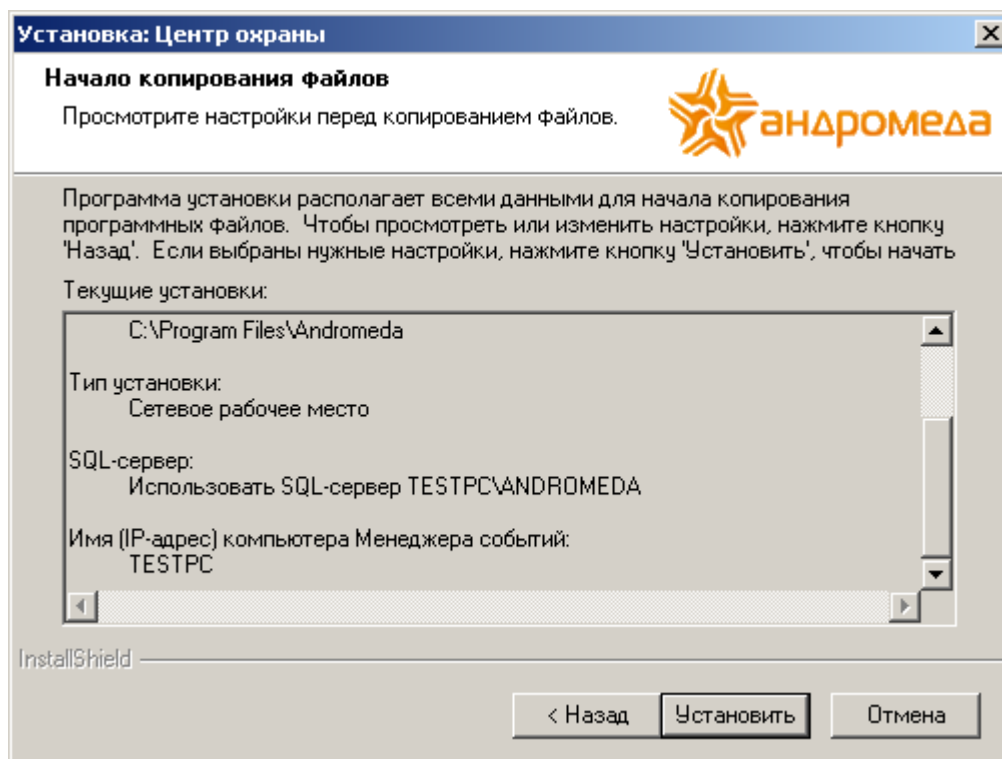 Установка: Центр охраны
Начало копирования файлов
Просмотрите настройки перед копированием файлов.
андромеда
Программа установки располагает всеми данными для начала копирования
программных файлов. Чтобы просмотреть или изменить настройки, нажмите кнопку
'Назад'. Если выбраны нужные настройки, нажмите кнопку 'Установить', чтобы начать
Текущие установки:
C:\Program Files\Andromeda
Тип установки:
Сетевое рабочее место
SQL-сервер:
Использовать SQL-сервер TESTPC\ANDROMEDA
Имя (IP-адрес) компьютера Менеджера событий:
TESTPC
InstallShield
< Назад
Установить
Отмена